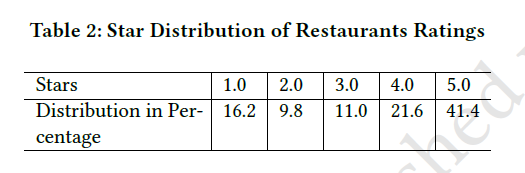 Table 2: Star Distribution of Restaurants Ratings
Stars 1.0 2.0 3.0 4.0 5.0
Distribution in Per- 16.2 9.8 11.0 21.6 41.4
centage